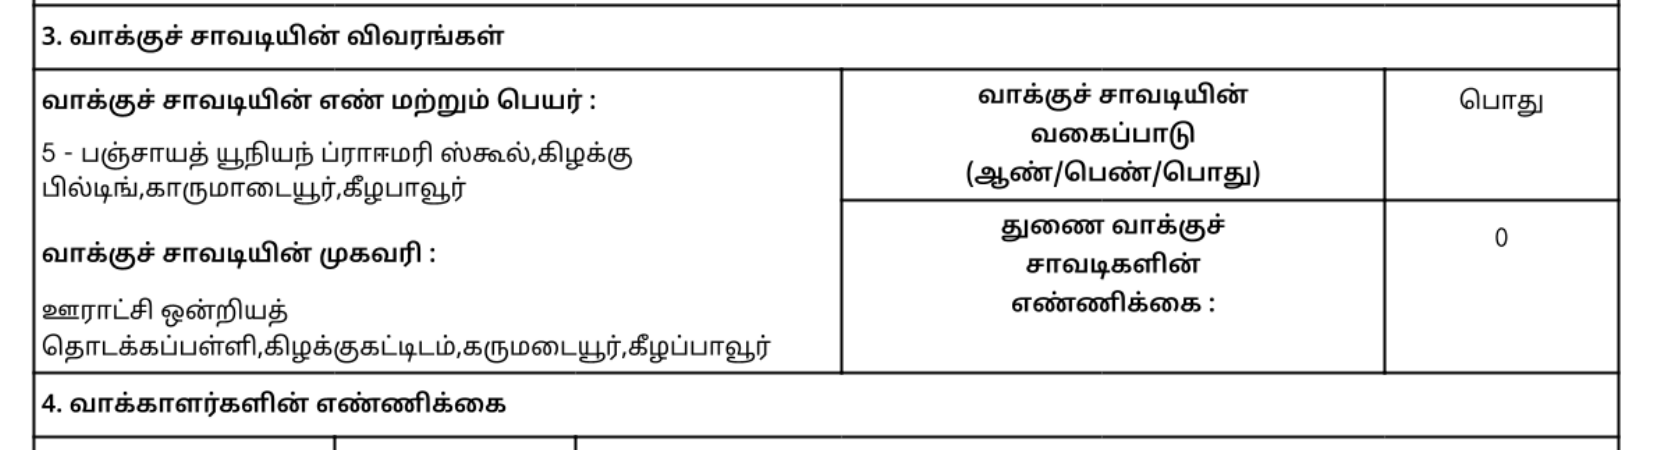 3. வாக்குச் சாவடியின் விவரங்கள்
வாக்குச் சாவடியின் எண் மற்றும் பெயர் :
5 - பஞ்சாயத் யூநியந் ப்ராஈமரி ஸ்கூல்,கிழக்கு
பில்டிங்,காருமாடையூர்,கீழபாவூர்
வாக்குச் சாவடியின் முகவரி :
ஊராட்சி ஒன்றியத்
தொடக்கப்பள்ளி,கிழக்குகட்டிடம்,கருமடையூர்,கீழப்பாவூர்
வாக்குச் சாவடியின்
வகைப்பாடு
(ஆண்/பெண்/பொது)
பொது
துணை வாக்குச்
சாவடிகளின்
எண்ணிக்கை :
0
4. வாக்காளர்களின் எண்ணிக்கை